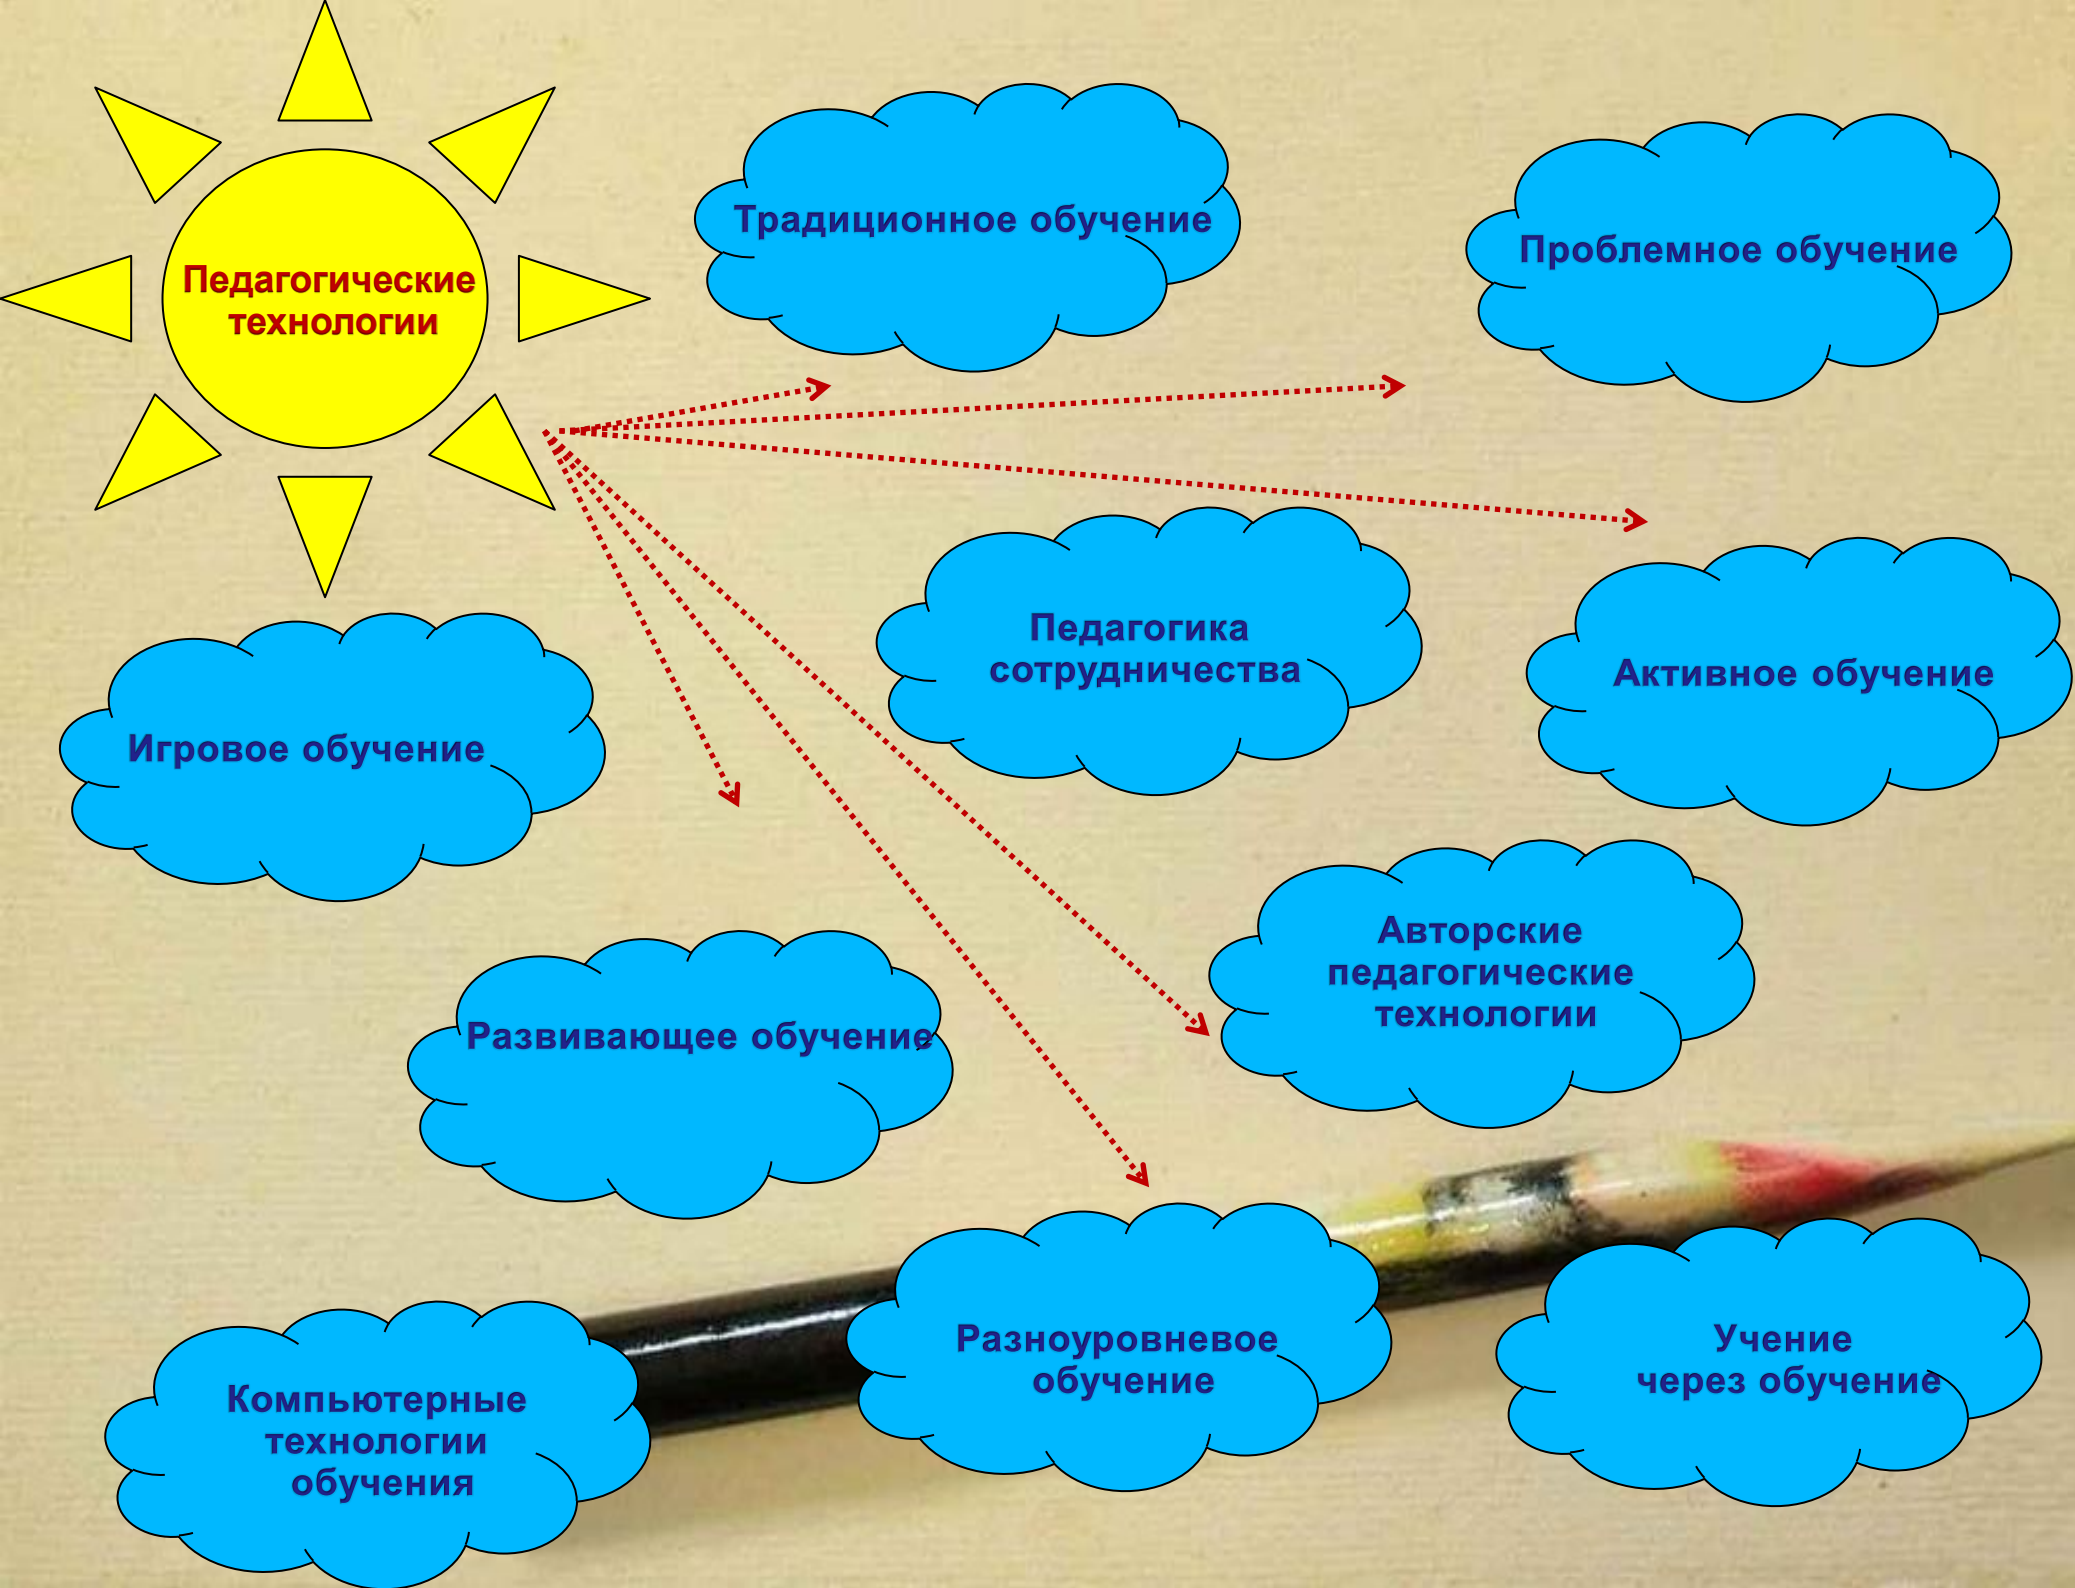 Педагогические
технологии
Традиционное обучение
Проблемное обучение
Педагогика
сотрудничества
Активное обучение
Игровое обучение
Авторские
педагогические
технологии
Развивающее обучение
Разноуровневое
обучение
Учение
через обучение
Компьютерные
технологии
обучения